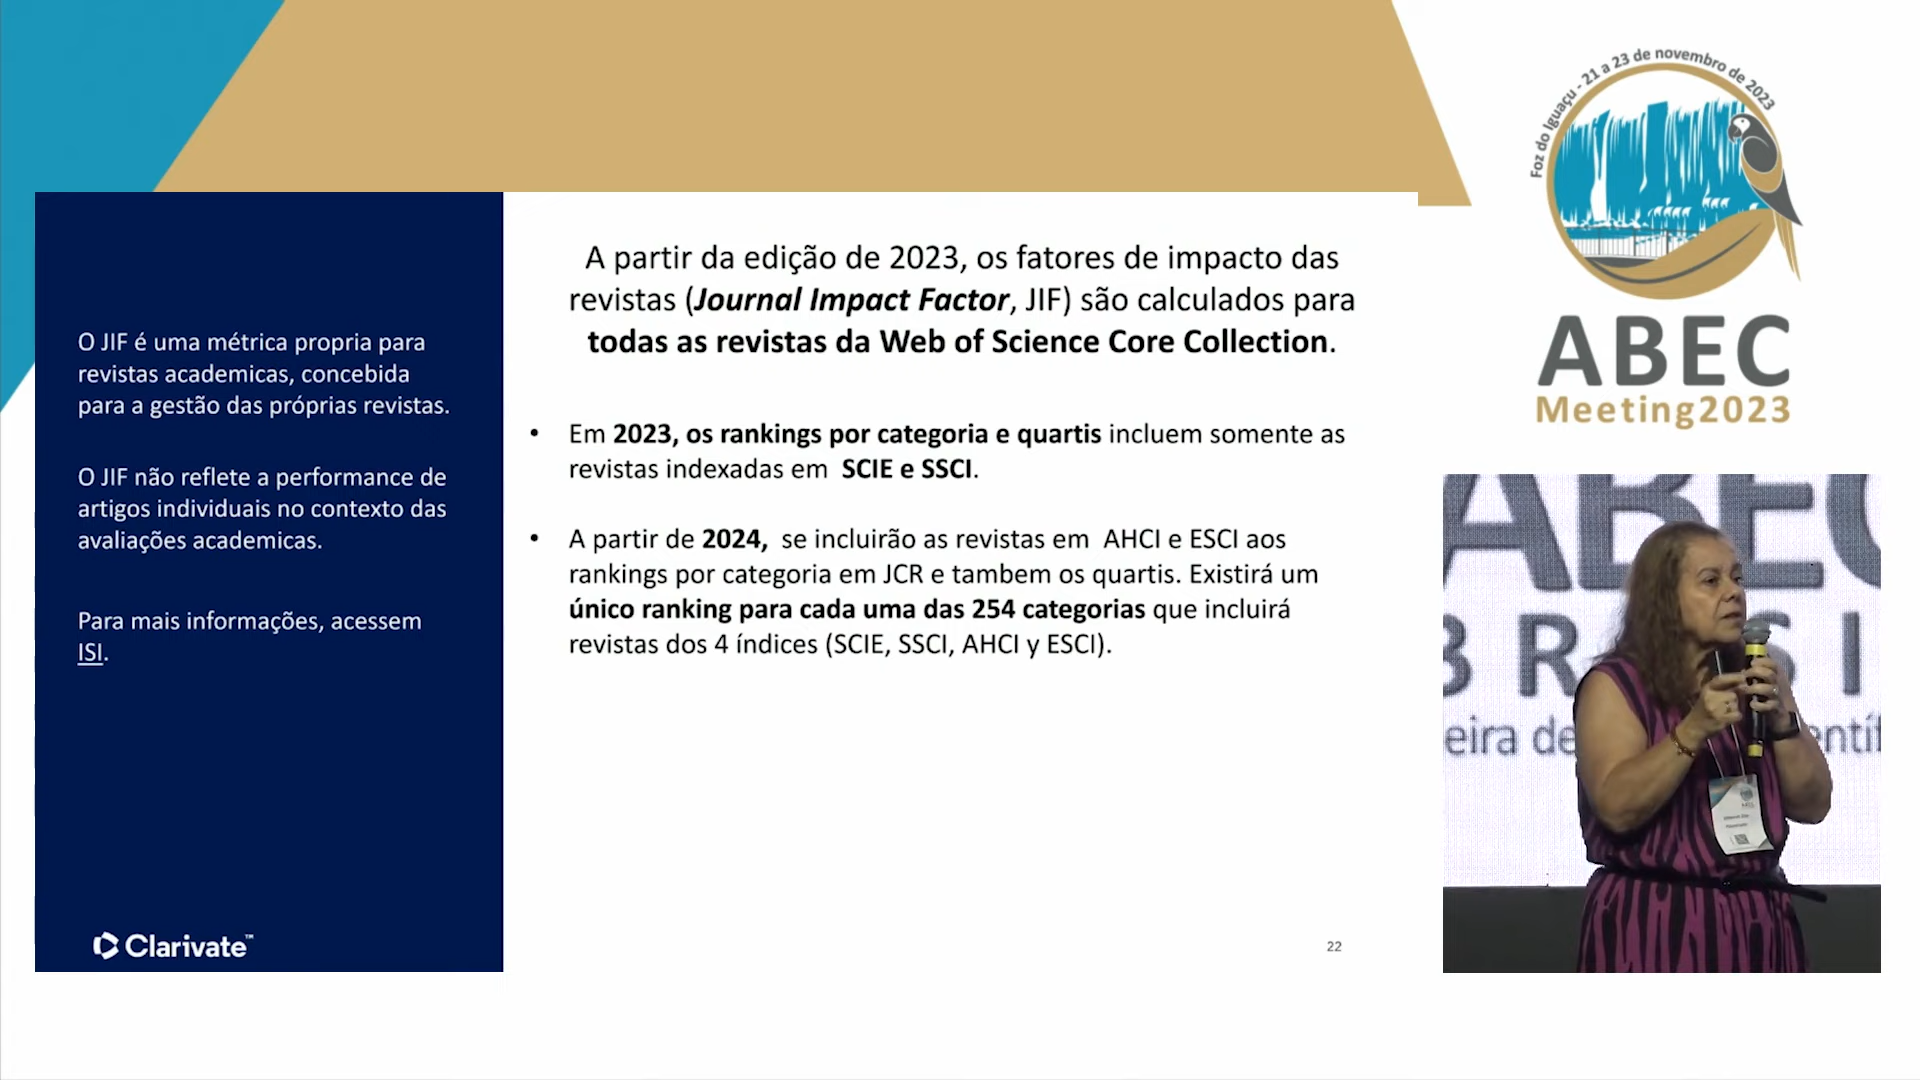 A partir da edição de 2023, os fatores de impacto das
revistas (Journal Impact Factor, JIF) são calculados para
todas as revistas da Web of Science Core Collection.
• Em 2023, os rankings por categoria e quartis incluem somente as
revistas indexadas em SCIE e SSCI.
• A partir de 2024, se incluirão as revistas em AHCI e ESCI aos
rankings por categoria em JCR e tambem os quartis. Existirá um
único ranking para cada uma das 254 categorias que incluirá
revistas dos 4 índices (SCIE, SSCI, AHCI y ESCI).
22
O JIF é uma métrica propria para
revistas academicas, concebida
para a gestão das próprias revistas.
O JIF não reflete a performance de
artigos individuais no contexto das
avaliações academicas.
Para mais informações, acessem
ISI.
Clarivate™
Foz do Iguaçu - 21 a 23 de novembro de 2023
ABEC
Meeting2023
ABEC
BRSI
eira de entíf